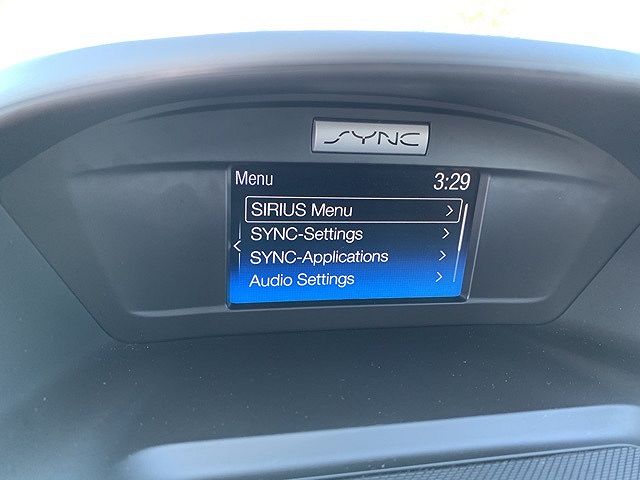 SYNC
Menu 3:29
SIRIUS Menu
SYNC-Settings
SYNC-Applications
Audio Settings